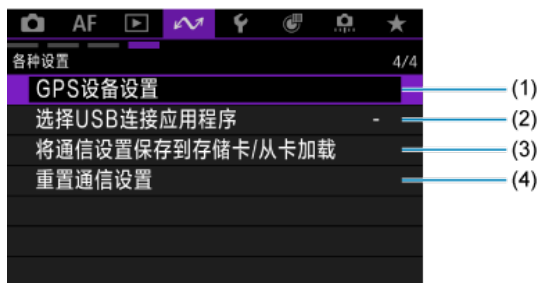 AF
各种设置 4/4
GPS设备设置 (1)
选择USB连接应用程序 - (2)
将通信设置保存到存储卡/从卡加载 (3)
重置通信设置 (4)